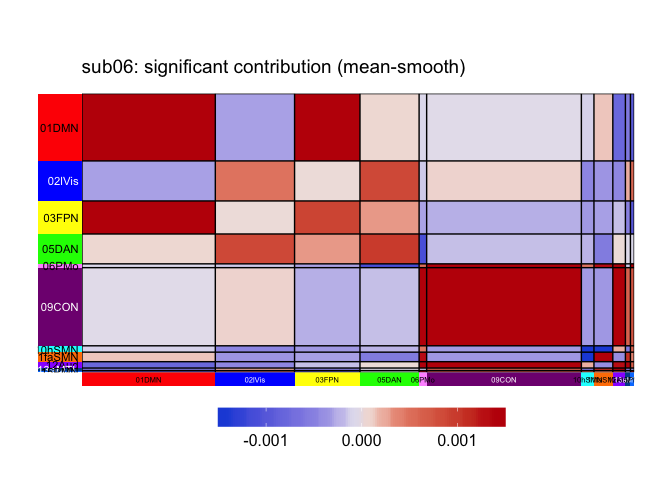 sub06: significant contribution (mean-smooth)
01DMN
02lVis
03FPN
05DAN
06PMo
09CON
01DMN 02lVis 03FPN 05DAN 06PMo 09CON
-0.001 0.000 0.001